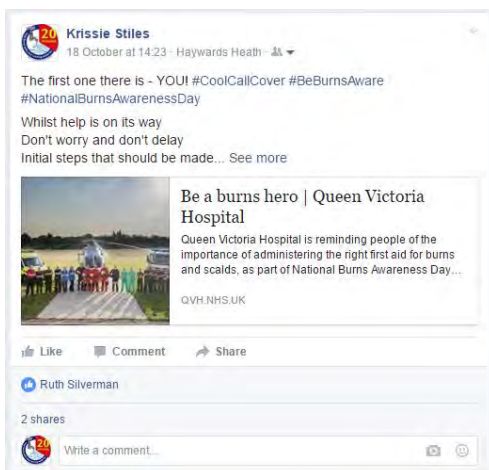 20
Krissie Stiles
18 October at 14:23 · Haywards Heath ·
The first one there is - YOU! #CoolCallCover #BeBurnsAware
#NationalBurnsAwarenessDay
Whilst help is on its way
Don't worry and don't delay
Initial steps that should be made... See more
Be a burns hero | Queen Victoria
Hospital
Queen Victoria Hospital is reminding people of the
importance of administering the right first aid for burns
and scalds, as part of National Burns Awareness Day...
QVH.NHS.UK
Like Comment Share
Ruth Silverman
2 shares
20
Write a comment...